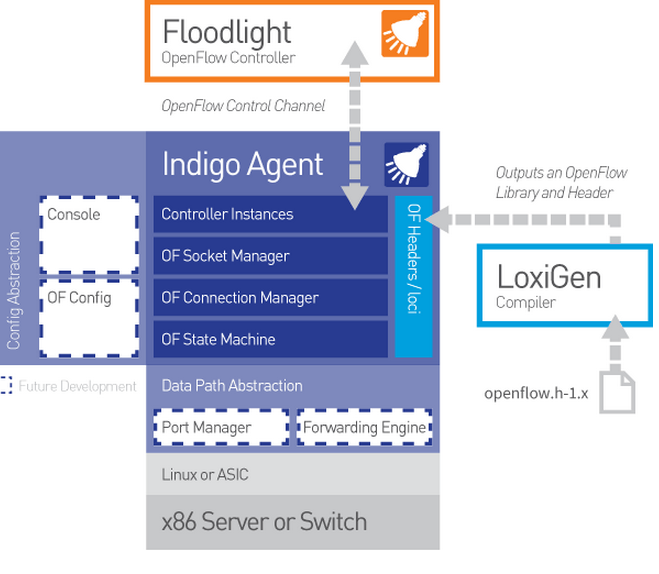 Floodlight
OpenFlow Controller
OpenFlow Control Channel
Indigo Agent
Controller Instances
OF Socket Manager
OF Connection Manager
OF State Machine
OF Headers / loci
Config Abstraction
Console
OF Config
Future Development
Data Path Abstraction
Port Manager
Forwarding Engine
Linux or ASIC
x86 Server or Switch
Outputs an OpenFlow
Library and Header
LoxiGen
Compiler
openflow.h-1.x